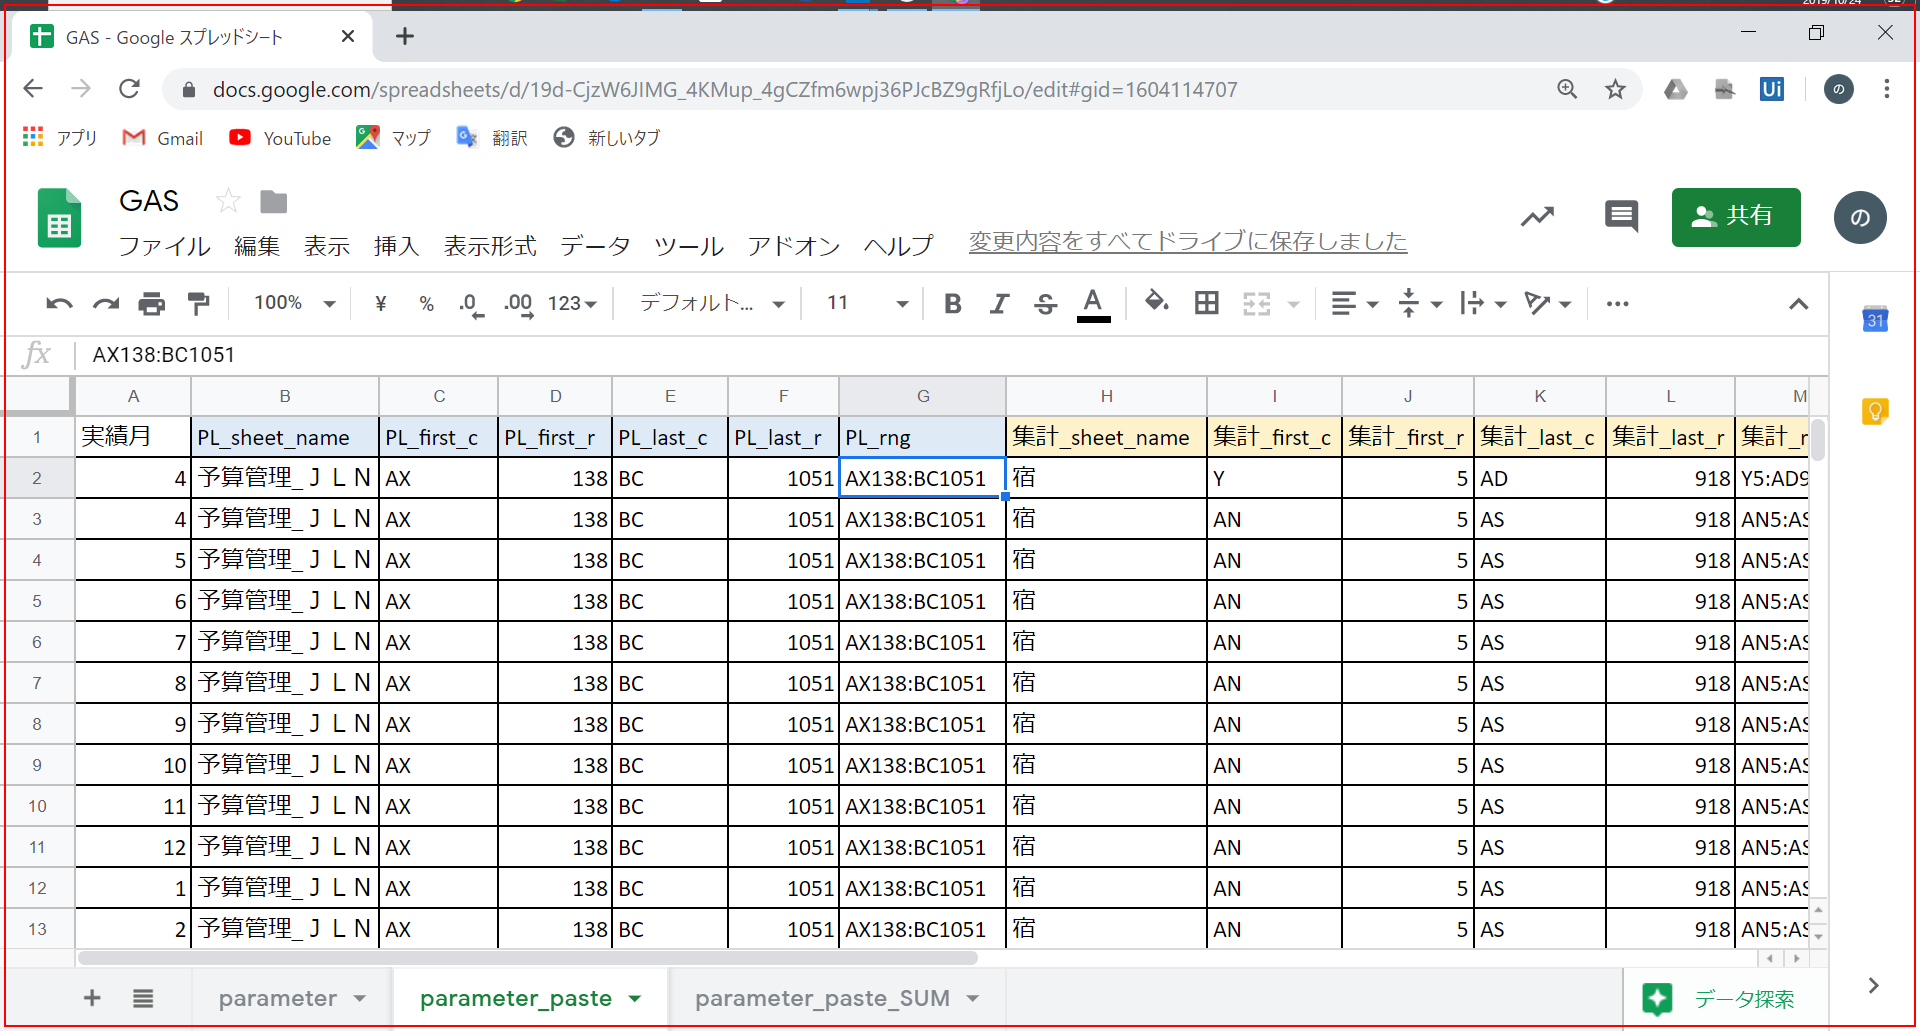 GAS - Google スプレッドシート
docs.google.com/spreadsheets/d/19d-CjzW6JIMG_4KMup_4gCZfm6wpj36PJcBZ9gRfjLo/edit#gid=1604114707 Ui の
アプリ Gmail YouTube マップ 翻訳 新しいタブ
GAS
ファイル 編集 表示 挿入 表示形式 データ ツール アドオン ヘルプ 変更内容をすべてドライブに保存しました 共有 の
100% ¥ % .0 .00 123 デフォルト... 11 B I S A
31
fx AX138:BC1051
A B C D E F G H I J K L M
1 実績月 PL_sheet_name PL_first_c PL_first_r PL_last_c PL_last_r PL_rng 集計_sheet_name 集計_first_c 集計_first_r 集計_last_c 集計_last_r 集計_r
2 4 予算管理_ＪＬＮ AX 138 BC 1051 AX138:BC1051 宿 Y 5 AD 918 Y5:AD9
3 4 予算管理_ＪＬＮ AX 138 BC 1051 AX138:BC1051 宿 AN 5 AS 918 AN5:AS
4 5 予算管理_ＪＬＮ AX 138 BC 1051 AX138:BC1051 宿 AN 5 AS 918 AN5:AS
5 6 予算管理_ＪＬＮ AX 138 BC 1051 AX138:BC1051 宿 AN 5 AS 918 AN5:AS
6 7 予算管理_ＪＬＮ AX 138 BC 1051 AX138:BC1051 宿 AN 5 AS 918 AN5:AS
7 8 予算管理_ＪＬＮ AX 138 BC 1051 AX138:BC1051 宿 AN 5 AS 918 AN5:AS
8 9 予算管理_ＪＬＮ AX 138 BC 1051 AX138:BC1051 宿 AN 5 AS 918 AN5:AS
9 10 予算管理_ＪＬＮ AX 138 BC 1051 AX138:BC1051 宿 AN 5 AS 918 AN5:AS
10 11 予算管理_ＪＬＮ AX 138 BC 1051 AX138:BC1051 宿 AN 5 AS 918 AN5:AS
11 12 予算管理_ＪＬＮ AX 138 BC 1051 AX138:BC1051 宿 AN 5 AS 918 AN5:AS
12 1 予算管理_ＪＬＮ AX 138 BC 1051 AX138:BC1051 宿 AN 5 AS 918 AN5:AS
13 2 予算管理_ＪＬＮ AX 138 BC 1051 AX138:BC1051 宿 AN 5 AS 918 AN5:AS
parameter parameter_paste parameter_paste_SUM データ探索